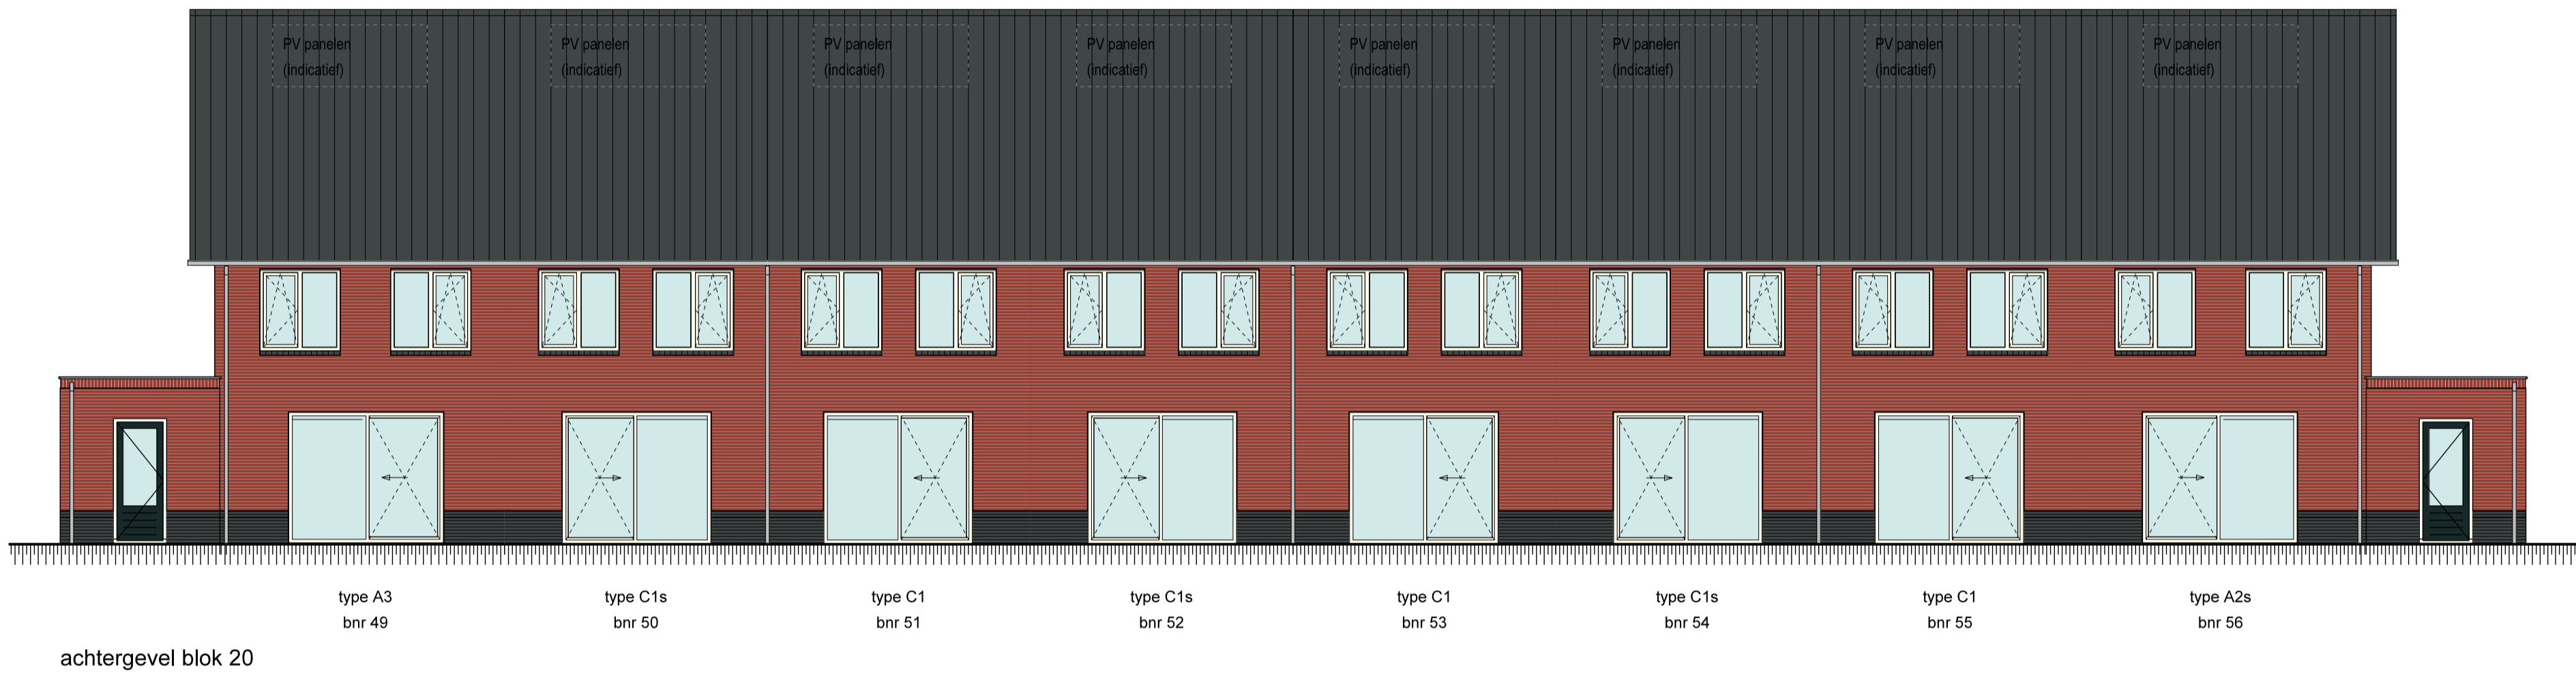 PV panelen
(indicatief)
PV panelen
(indicatief)
PV panelen
(indicatief)
PV panelen
(indicatief)
PV panelen
(indicatief)
PV panelen
(indicatief)
PV panelen
(indicatief)
PV panelen
(indicatief)
type A3
bnr 49
type C1s
bnr 50
type C1
bnr 51
type C1s
bnr 52
type C1
bnr 53
type C1s
bnr 54
type C1
bnr 55
type A2s
bnr 56
achtergevel blok 20